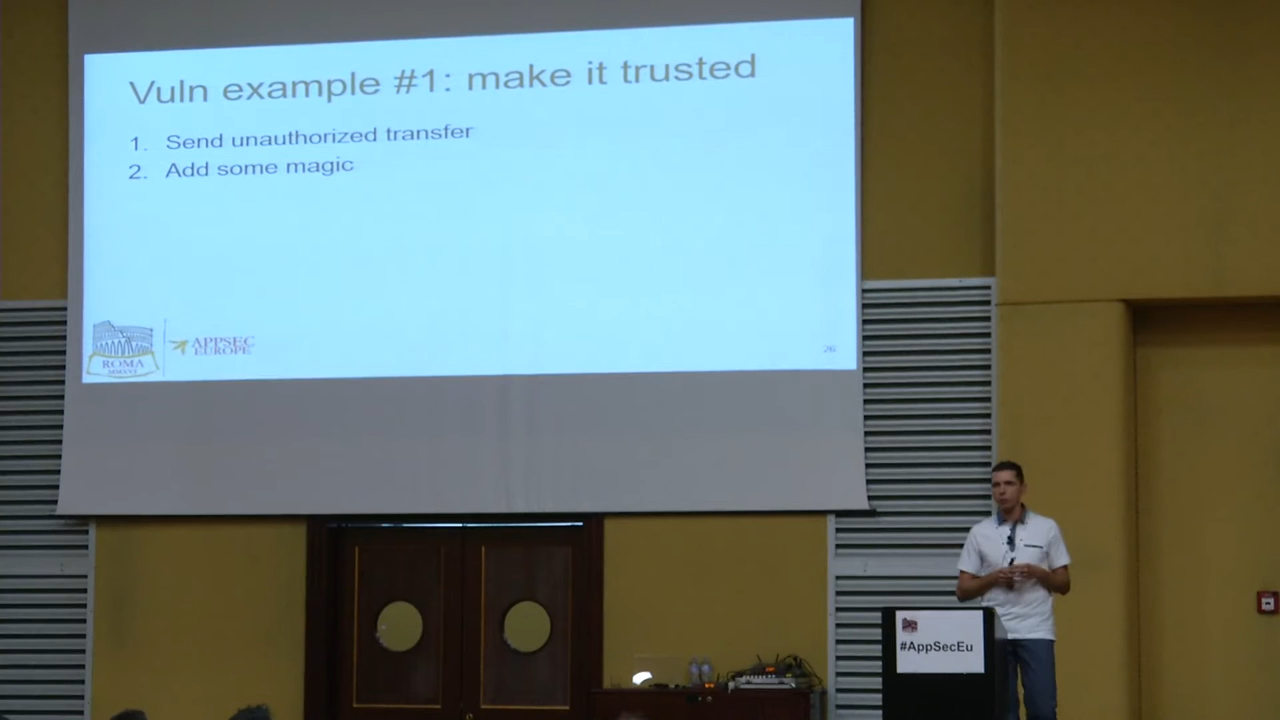 Vuln example #1: make it trusted
1. Send unauthorized transfer
2. Add some magic
ROMA
APPSEC
EUROPE
26
#AppSecEu